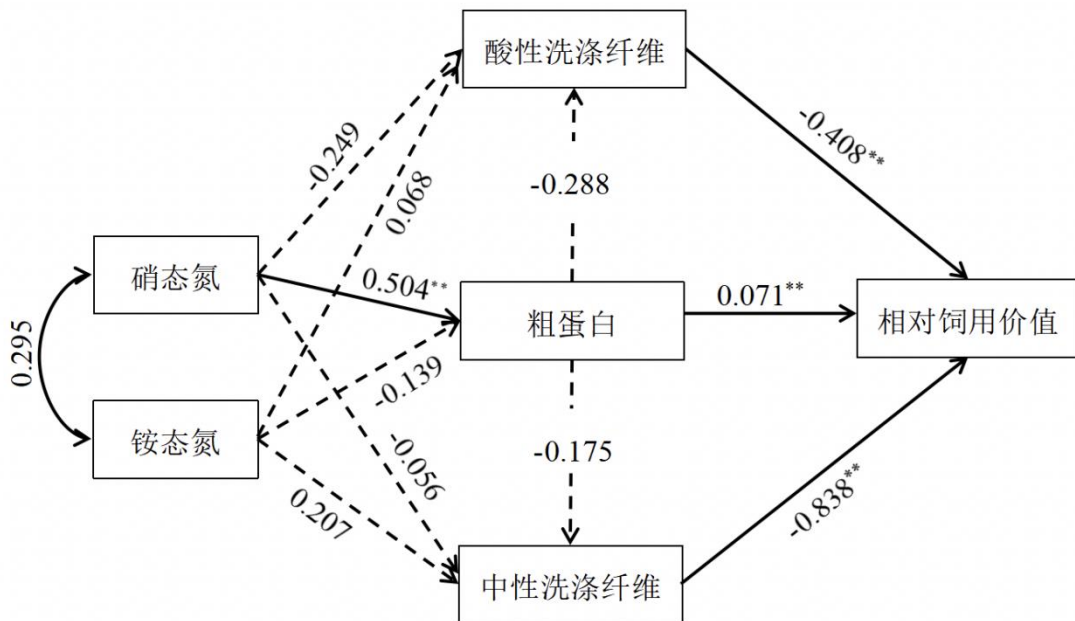 酸性洗涤纤维
-0.249
0.068
-0.288
-0.408**
硝态氮
0.504**
粗蛋白
0.071**
相对饲用价值
0.295
-0.139
铵态氮
-0.056
-0.175
0.207
-0.838**
中性洗涤纤维